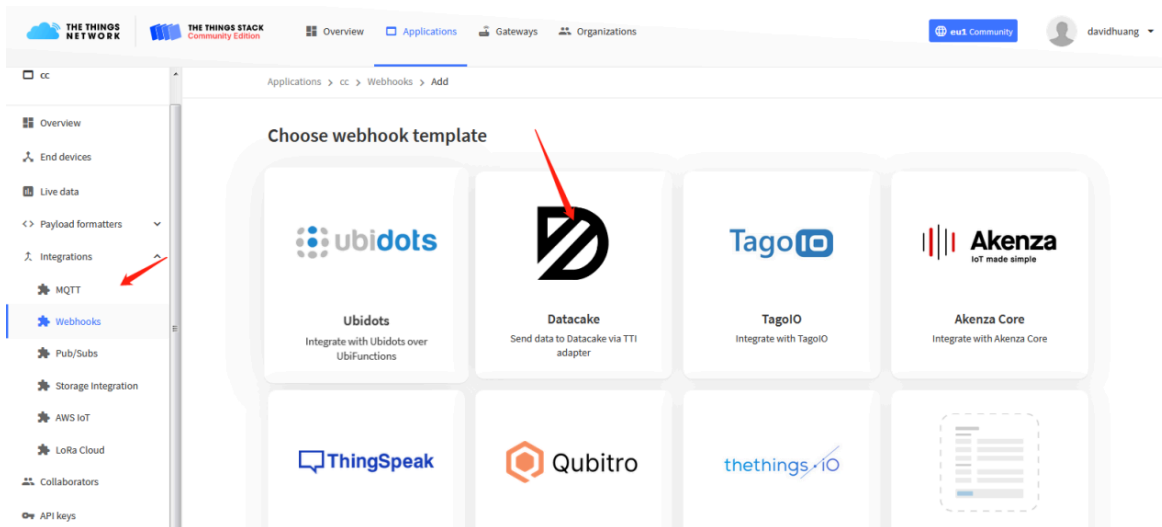 THE THINGS
NETWORK
THE THINGS STACK
Community Edition
Overview
Applications
Gateways
Organizations
eu1 Community
davidhuang
cc
Applications > cc > Webhooks > Add
Overview
End devices
Live data
<> Payload formatters
Integrations
MQTT
Webhooks
Pub/Subs
Storage Integration
AWS IoT
LoRa Cloud
Collaborators
API keys
Choose webhook template
ubidots
Ubidots
Integrate with Ubidots over
UbiFunctions
Datacake
Send data to Datacake via TTI
adapter
Tago IO
TagoIO
Integrate with TagoIO
Akenza
IoT made simple
Akenza Core
Integrate with Akenza Core
ThingSpeak
Qubitro
thethings.iO